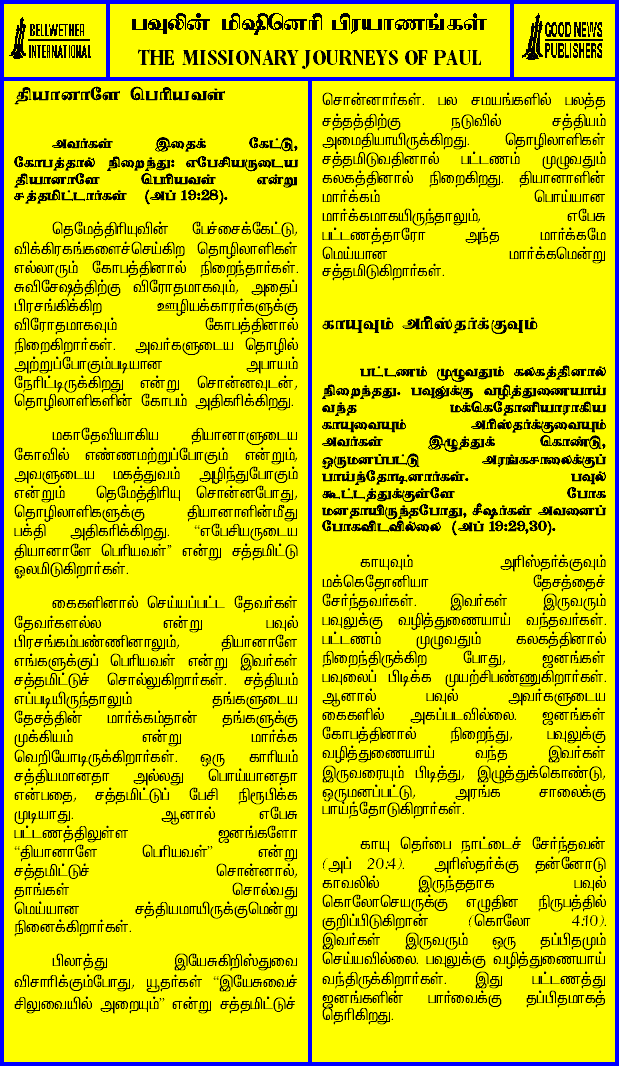 BELLWETHER
INTERNATIONAL
பவுலின் மிஷினெரி பிரயாணங்கள்
THE MISSIONARY JOURNEYS OF PAUL
GOOD NEWS
PUBLISHERS
தியானாளே பெரியவள்
அவர்கள் இதைக் கேட்டு,
கோபத்தால் நிறைந்து: எபேசியருடைய
தியானாளே பெரியவள் என்று
சத்தமிட்டார்கள் (அப் 19:28).
தெமேத்திரியுவின் பேச்சைக்கேட்டு,
விக்கிரகங்களைச்செய்கிற தொழிலாளிகள்
எல்லாரும் கோபத்தினால் நிறைந்தார்கள்.
சுவிசேஷத்திற்கு விரோதமாகவும், அதைப்
பிரசங்கிக்கிற ஊழியக்காரர்களுக்கு
விரோதமாகவும் கோபத்தினால்
நிறைகிறார்கள். அவர்களுடைய தொழில்
அற்றுப்போகும்படியான அபாயம்
நேரிட்டிருக்கிறது என்று சொன்னவுடன்,
தொழிலாளிகளின் கோபம் அதிகரிக்கிறது.
மகாதேவியாகிய தியானாளுடைய
கோவில் எண்ணமற்றுப்போகும் என்றும்,
அவளுடைய மகத்துவம் அழிந்துபோகும்
என்றும் தெமேத்திரியு சொன்னபோது,
தொழிலாளிகளுக்கு தியானாளின்மீது
பக்தி அதிகரிக்கிறது. “எபேசியருடைய
தியானாளே பெரியவள்” என்று சத்தமிட்டு
ஓலமிடுகிறார்கள்.
கைகளினால் செய்யப்பட்ட தேவர்கள்
தேவர்களல்ல என்று பவுல்
பிரசங்கம்பண்ணினாலும், தியானாளே
எங்களுக்குப் பெரியவள் என்று இவர்கள்
சத்தமிட்டுச் சொல்லுகிறார்கள். சத்தியம்
எப்படியிருந்தாலும் தங்களுடைய
தேசத்தின் மார்க்கம்தான் தங்களுக்கு
முக்கியம் என்று மார்க்க
வெறியோடிருக்கிறார்கள். ஒரு காரியம்
சத்தியமானதா அல்லது பொய்யானதா
என்பதை, சத்தமிட்டுப் பேசி நிரூபிக்க
முடியாது. ஆனால் எபேசு
பட்டணத்திலுள்ள ஜனங்களோ
“தியானாளே பெரியவள்” என்று
சத்தமிட்டுச் சொன்னால்,
தாங்கள் சொல்வது
மெய்யான சத்தியமாயிருக்குமென்று
நினைக்கிறார்கள்.
பிலாத்து இயேசுகிறிஸ்துவை
விசாரிக்கும்போது, யூதர்கள் “இயேசுவைச்
சிலுவையில் அறையும்” என்று சத்தமிட்டுச்
சொன்னார்கள். பல சமயங்களில் பலத்த
சத்தத்திற்கு நடுவில் சத்தியம்
அமைதியாயிருக்கிறது. தொழிலாளிகள்
சத்தமிடுவதினால் பட்டணம் முழுவதும்
கலகத்தினால் நிறைகிறது. தியானாளின்
மார்க்கம் பொய்யான
மார்க்கமாகயிருந்தாலும், எபேசு
பட்டணத்தாரோ அந்த மார்க்கமே
மெய்யான மார்க்கமென்று
சத்தமிடுகிறார்கள்.
காயுவும் அரிஸ்தர்க்குவும்
பட்டணம் முழுவதும் கலகத்தினால்
நிறைந்தது. பவுலுக்கு வழித்துணையாய்
வந்த மக்கெதோனியாராகிய
காயுவையும் அரிஸ்தர்க்குவையும்
அவர்கள் இழுத்துக் கொண்டு,
ஒருமனப்பட்டு அரங்கசாலைக்குப்
பாய்ந்தோடினார்கள். பவுல்
கூட்டத்துக்குள்ளே போக
மனதாயிருந்தபோது, சீஷர்கள் அவனைப்
போகவிடவில்லை (அப் 19:29,30).
காயுவும் அரிஸ்தர்க்குவும்
மக்கெதோனியா தேசத்தைச்
சேர்ந்தவர்கள். இவர்கள் இருவரும்
பவுலுக்கு வழித்துணையாய் வந்தவர்கள்.
பட்டணம் முழுவதும் கலகத்தினால்
நிறைந்திருக்கிற போது, ஜனங்கள்
பவுலைப் பிடிக்க முயற்சிபண்ணுகிறார்கள்.
ஆனால் பவுல் அவர்களுடைய
கைகளில் அகப்படவில்லை. ஜனங்கள்
கோபத்தினால் நிறைந்து, பவுலுக்கு
வழித்துணையாய் வந்த இவர்கள்
இருவரையும் பிடித்து, இழுத்துக்கொண்டு,
ஒருமனப்பட்டு, அரங்க சாலைக்கு
பாய்ந்தோடுகிறார்கள்.
காயு தெர்பை நாட்டைச் சேர்ந்தவன்
(அப் 20:4). அரிஸ்தர்க்கு தன்னோடு
காவலில் இருந்ததாக பவுல்
கொலோசெயருக்கு எழுதின நிருபத்தில்
குறிப்பிடுகிறான் (கொலோ 4:10).
இவர்கள் இருவரும் ஒரு தப்பிதமும்
செய்யவில்லை. பவுலுக்கு வழித்துணையாய்
வந்திருக்கிறார்கள். இது பட்டணத்து
ஜனங்களின் பார்வைக்கு தப்பிதமாகத்
தெரிகிறது.